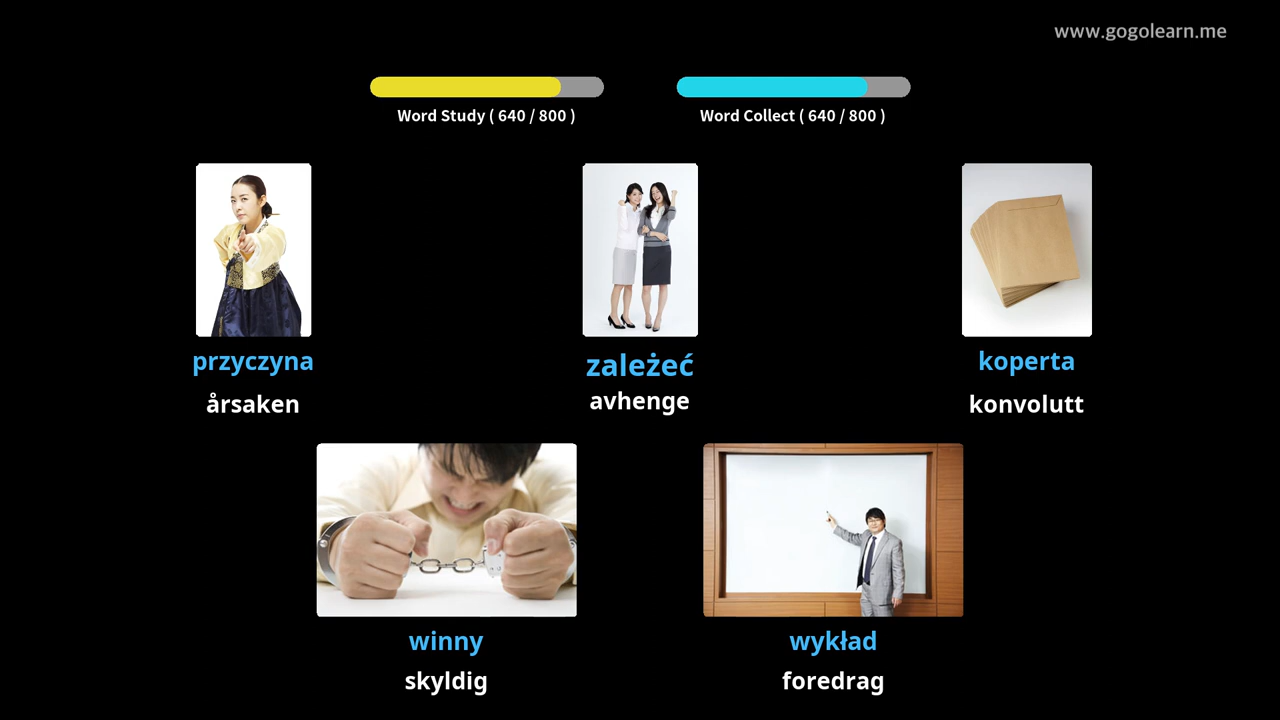 www.gogolearn.me
Word Study ( 640 / 800 )
Word Collect ( 640 / 800 )
przyczyna
årsaken
zależeć
avhenge
koperta
konvolutt
winny
skyldig
wykład
foredrag